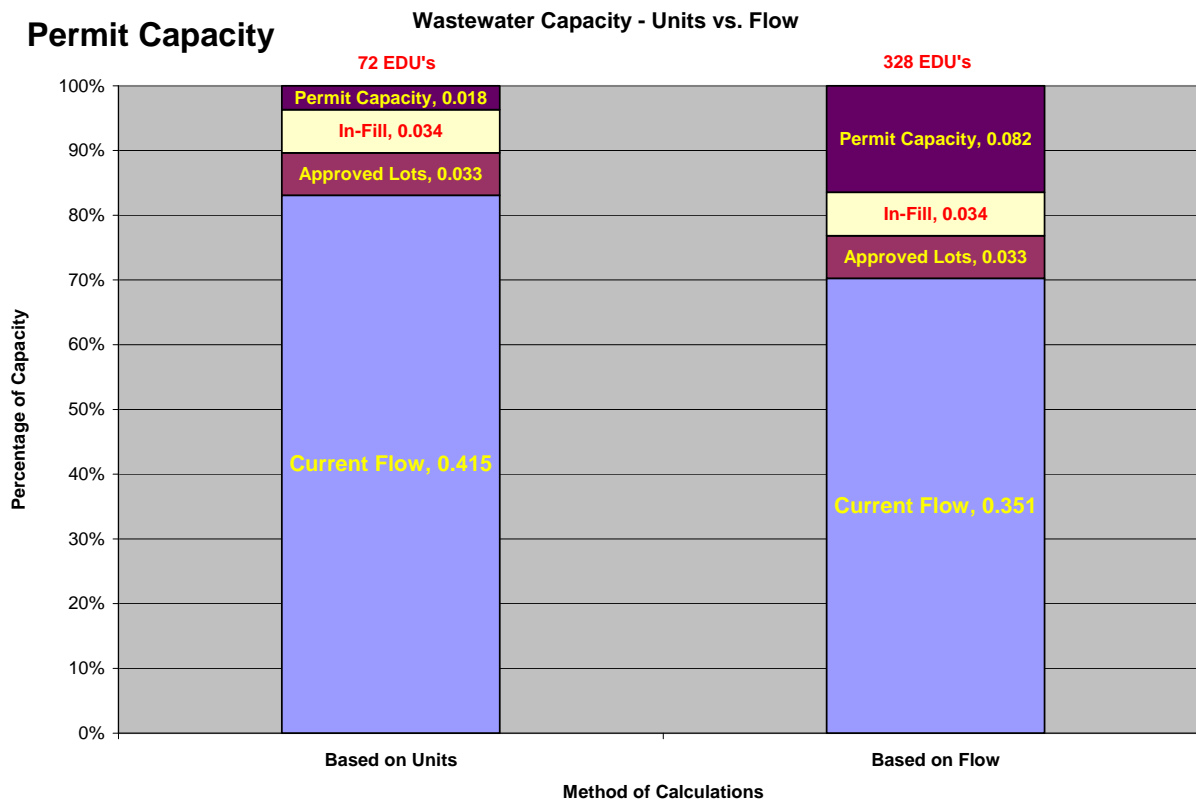 Wastewater Capacity - Units vs. Flow
Permit Capacity
72 EDU's
328 EDU's
100%
90%
80%
70%
60%
50%
40%
30%
20%
10%
0%
Percentage of Capacity
Permit Capacity, 0.018
In-Fill, 0.034
Approved Lots, 0.033
Current Flow, 0.415
Permit Capacity, 0.082
In-Fill, 0.034
Approved Lots, 0.033
Current Flow, 0.351
Based on Units
Based on Flow
Method of Calculations